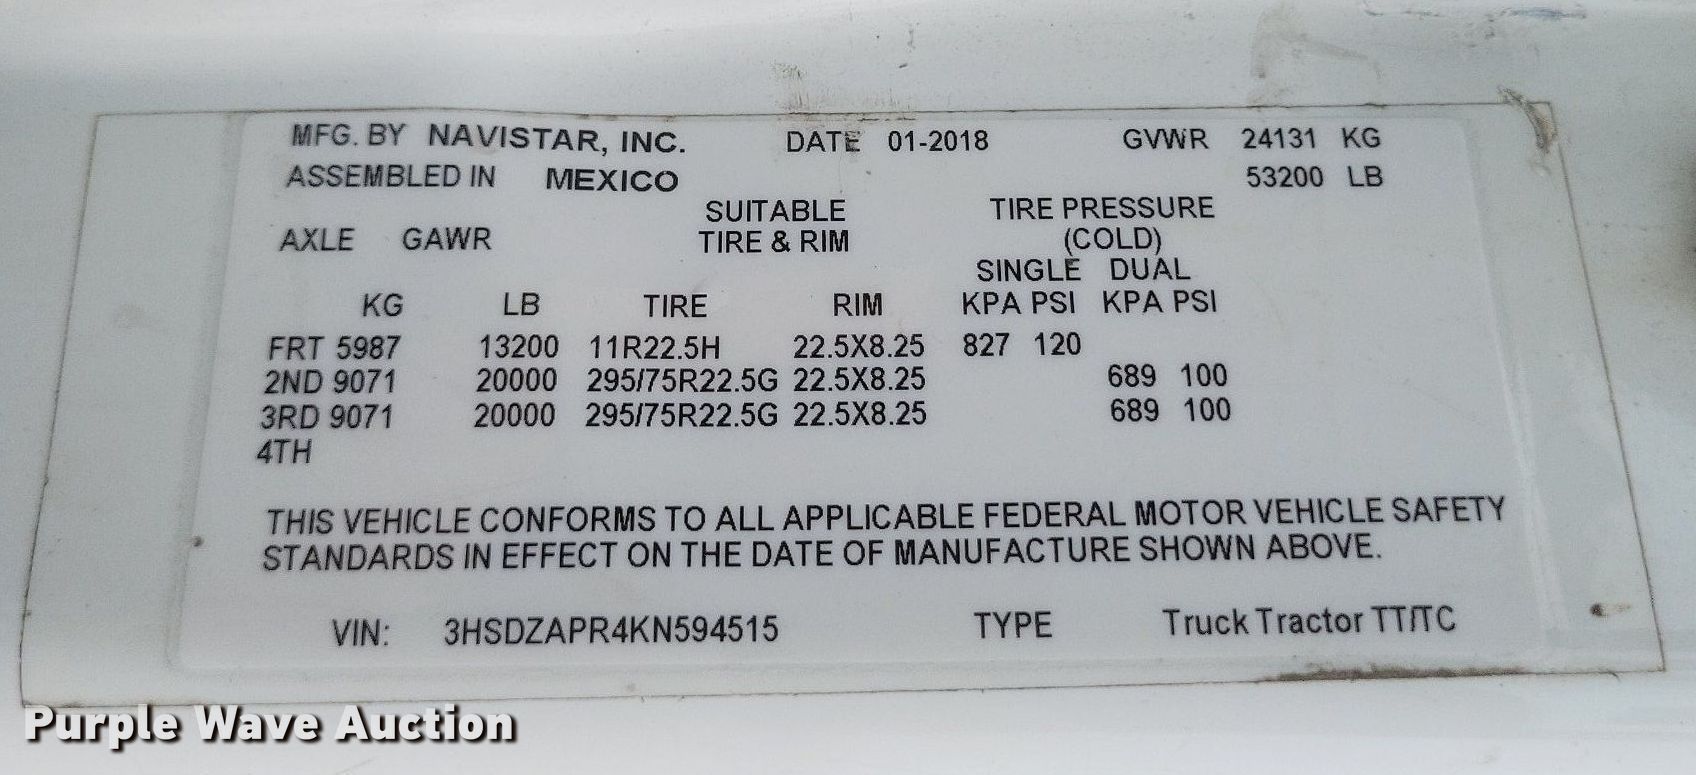 MFG. BY NAVISTAR, INC. DATE 01-2018 GVWR 24131 KG
ASSEMBLED IN MEXICO 53200 LB
SUITABLE TIRE PRESSURE
AXLE GAWR TIRE & RIM (COLD)
SINGLE DUAL
KG LB TIRE RIM KPA PSI KPA PSI
FRT 5987 13200 11R22.5H 22.5X8.25 827 120
2ND 9071 20000 295/75R22.5G 22.5X8.25 689 100
3RD 9071 20000 295/75R22.5G 22.5X8.25 689 100
4TH
THIS VEHICLE CONFORMS TO ALL APPLICABLE FEDERAL MOTOR VEHICLE SAFETY
STANDARDS IN EFFECT ON THE DATE OF MANUFACTURE SHOWN ABOVE.
VIN: 3HSDZAPR4KN594515 TYPE Truck Tractor TT/TC
Purple Wave Auction